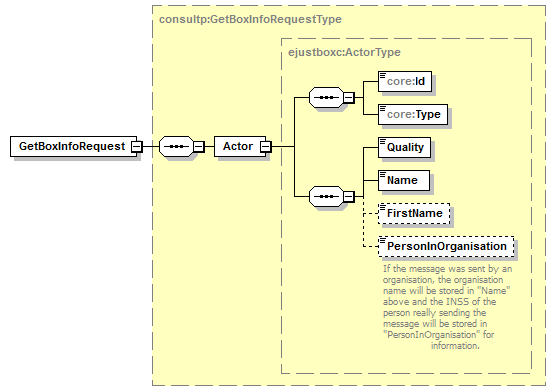 consultp:GetBoxInfoRequestType
ejustboxc:ActorType
core:Id
core:Type
GetBoxInfoRequest
Actor
Quality
Name
FirstName
PersonInOrganisation
If the message was sent by an
organisation, the organisation
name will be stored in "Name"
above and the INSS of the
person really sending the
message will be stored in
"PersonInOrganisation" for
information.